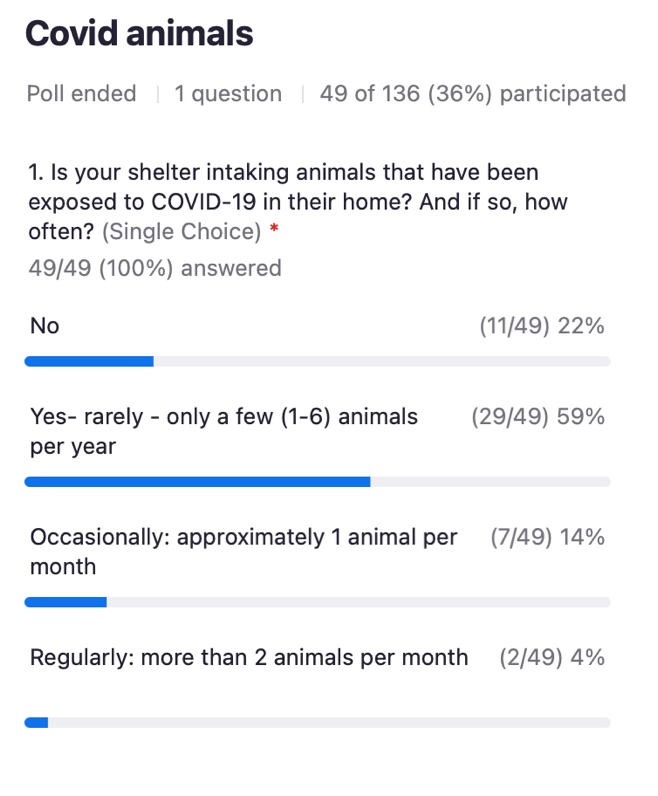 Covid animals
Poll ended | 1 question | 49 of 136 (36%) participated
1. Is your shelter intaking animals that have been
exposed to COVID-19 in their home? And if so, how
often? (Single Choice) *
49/49 (100%) answered
No (11/49) 22%
Yes- rarely - only a few (1-6) animals (29/49) 59%
per year
Occasionally: approximately 1 animal per (7/49) 14%
month
Regularly: more than 2 animals per month (2/49) 4%